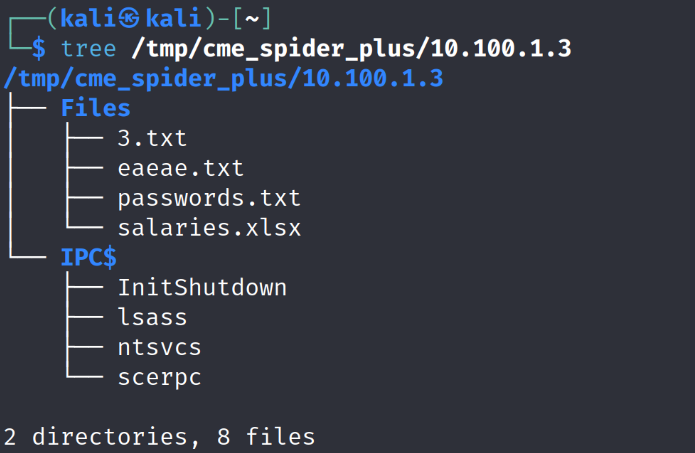 ┌──(kali㉿kali)-[~]
└─$ tree /tmp/cme_spider_plus/10.100.1.3
/tmp/cme_spider_plus/10.100.1.3
├── Files
│   ├── 3.txt
│   ├── eaeae.txt
│   ├── passwords.txt
│   └── salaries.xlsx
└── IPC$
    ├── InitShutdown
    ├── lsass
    ├── ntsvcs
    └── scerpc
2 directories, 8 files